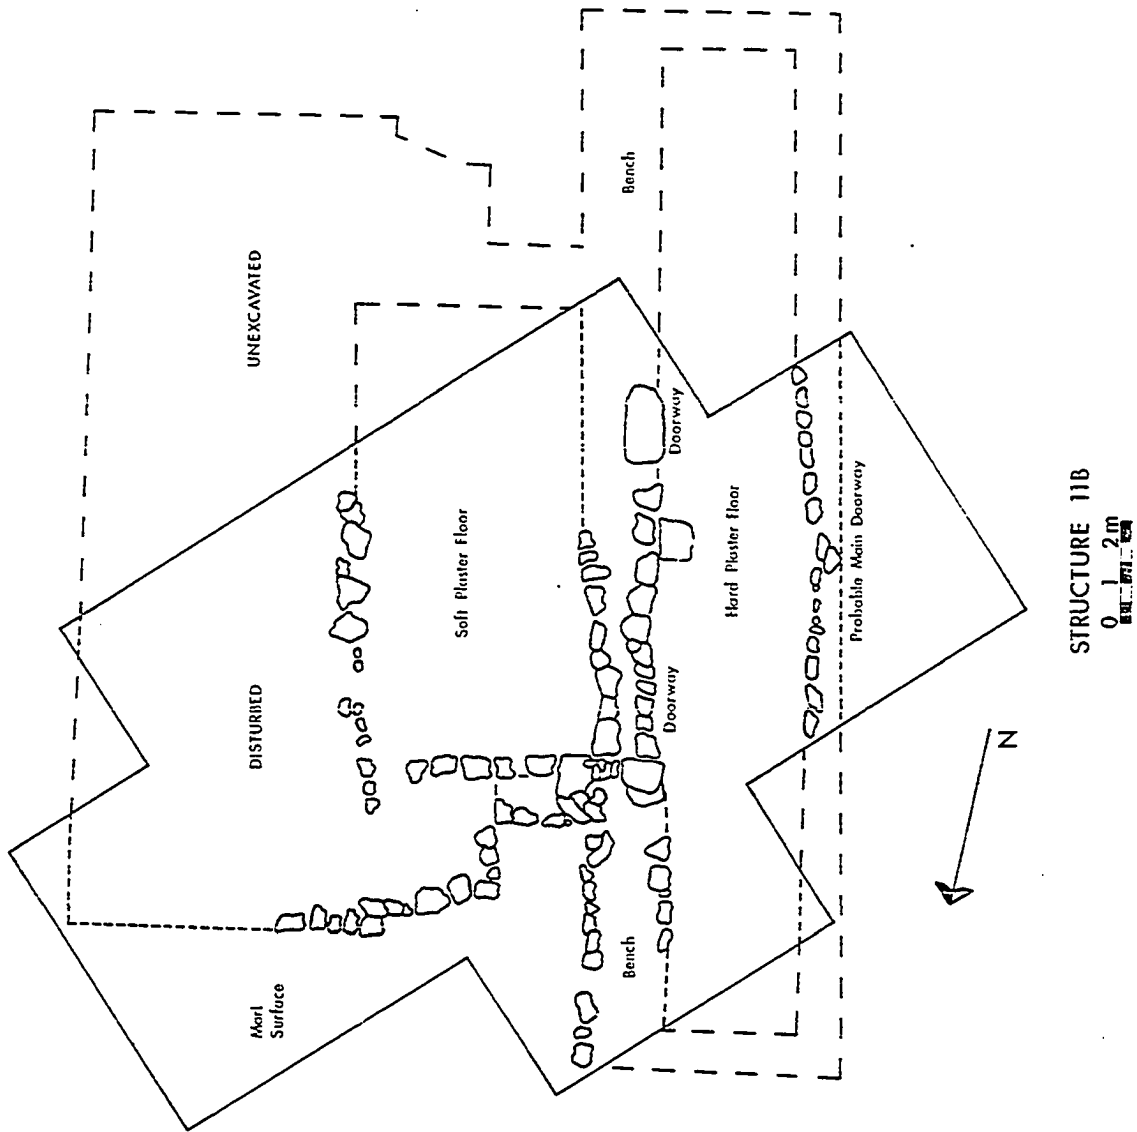 UNEXCAVATED
DISTURBED
Marl
Surface
Soft Plaster Floor
Bench
Doorway
Doorway
Bench
Hard Plaster Floor
Probable Main Doorway
N
STRUCTURE 11B
0 1 2m